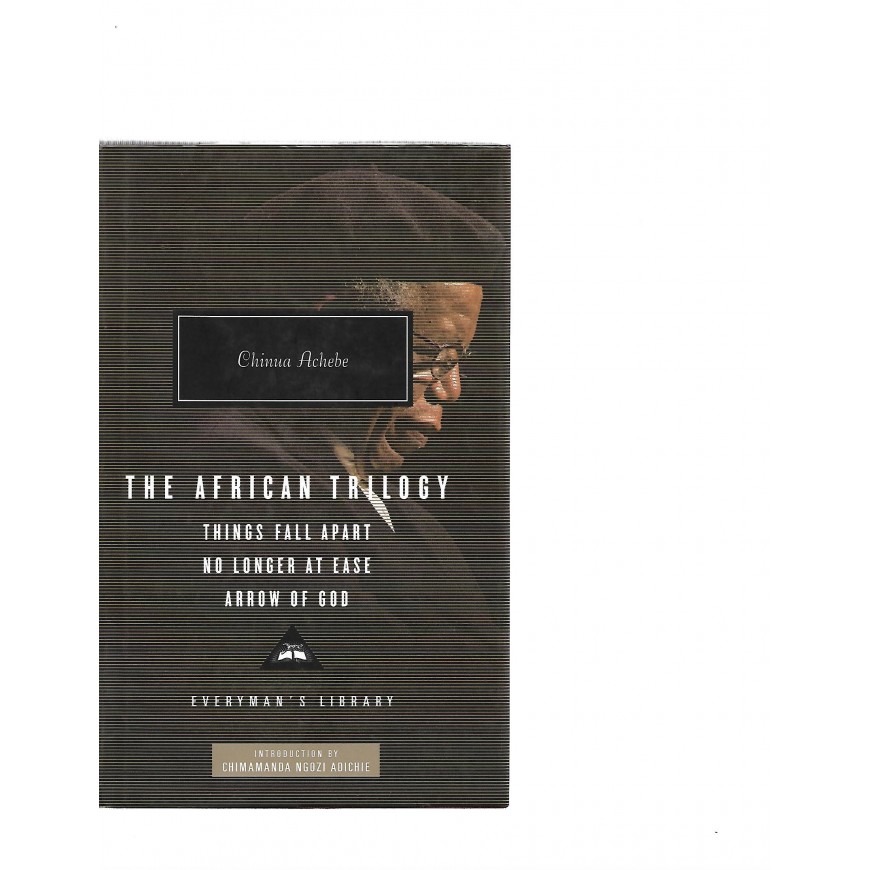 Chinua Achebe
THE AFRICAN TRILOGY
THINGS FALL APART
NO LONGER AT EASE
ARROW OF GOD
EVERYMAN'S LIBRARY
INTRODUCTION BY
CHIMAMANDA NGOZI ADICHIE